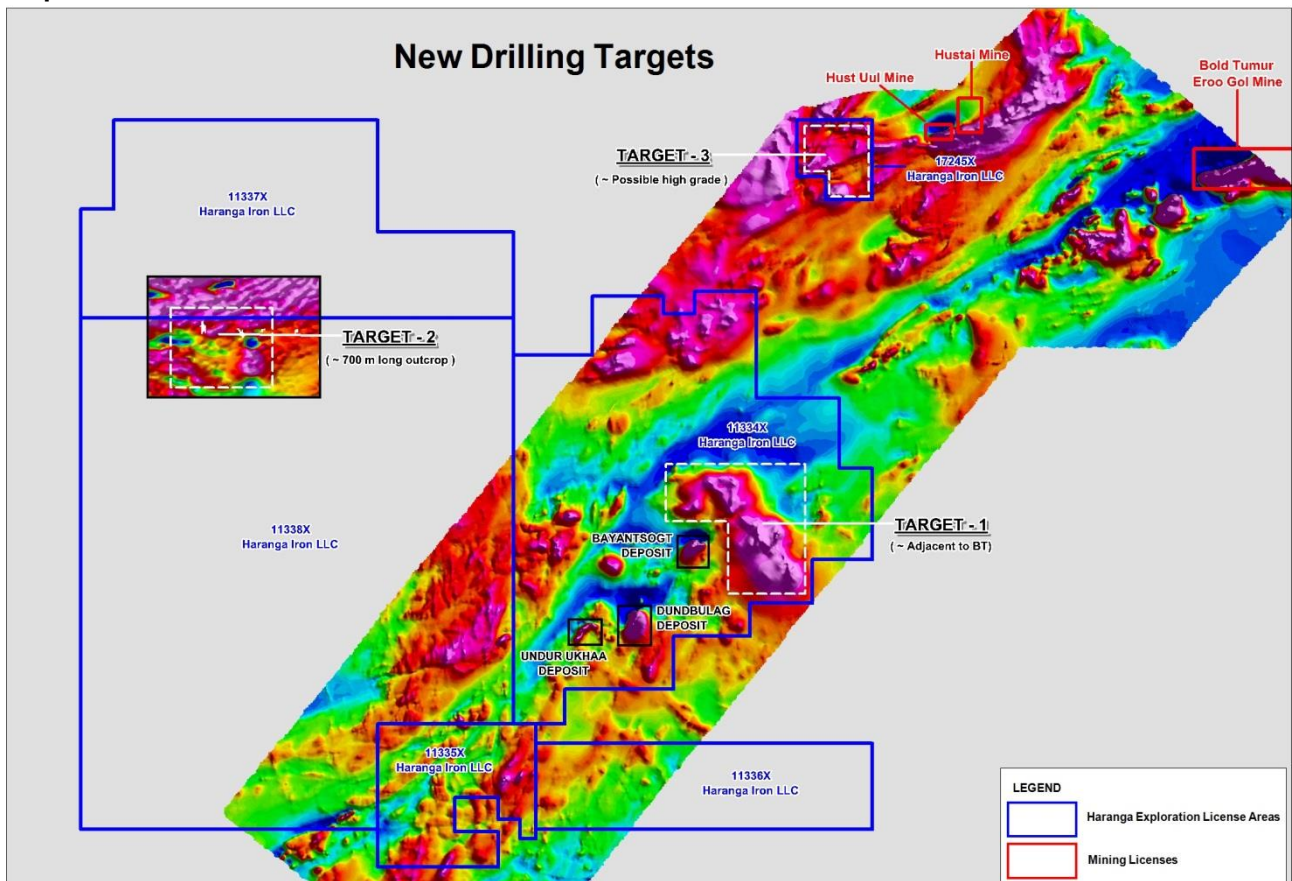 New Drilling Targets
Hustai Mine
Hust Uul Mine
Bold Tumur
Eroo Gol Mine
TARGET - 3
( ~ Possible high grade )
17245X
Haranga Iron LLC
11337X
Haranga Iron LLC
TARGET - 2
( ~ 700 m long outcrop )
11334X
Haranga Iron LLC
11338X
Haranga Iron LLC
TARGET - 1
( ~ Adjacent to BT)
BAYANTSOGT
DEPOSIT
DUNDBULAG
DEPOSIT
UNDUR UKHAA
DEPOSIT
11335X
Haranga Iron LLC
11336X
Haranga Iron LLC
LEGEND
Haranga Exploration License Areas
Mining Licenses